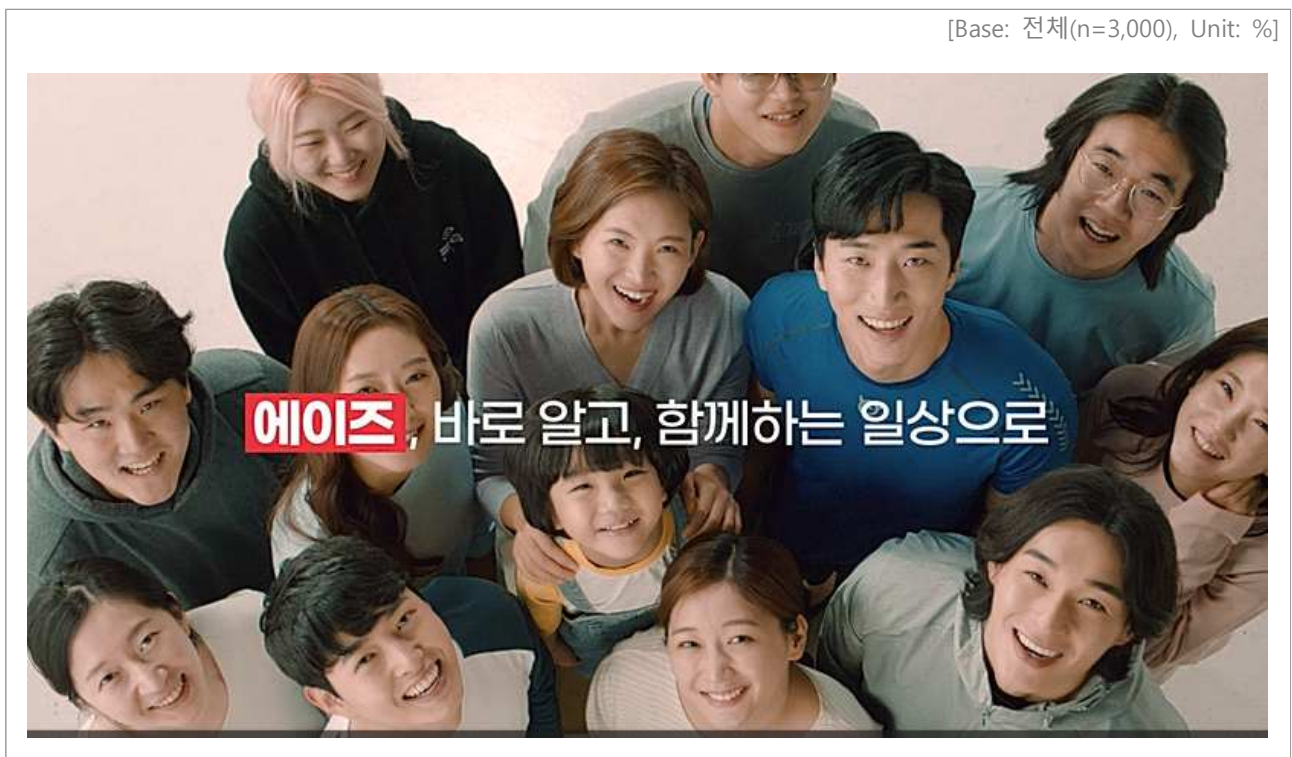 [Base: 전체(n=3,000), Unit: %]
에이즈, 바로 알고, 함께하는 일상으로